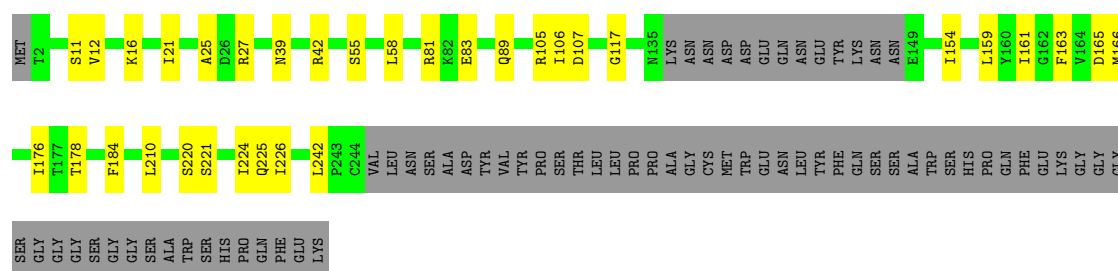 MET T2 S11 V12 K16 I21 A25 D26 R27 N39 R42 S55 L58 R81 K82 E83 Q89 R105 I106 D107 G117 N135 LYS ASN ASN ASP ASP GLU GLN ASN GLU TYR LYS ASN ASN E149 I154 L159 Y160 I161 G162 F163 V164 D165 M166
I176 T177 T178 F184 L210 S220 S221 I224 Q225 I226 L242 P243 C244 VAL LEU ASN SER ALA ASP TYR VAL TYR PRO SER THR LEU LEU PRO PRO ALA GLY CYS MET TRP GLU ASN LEU TYR PHE GLN SER SER ALA TRP SER HIS PRO GLN PHE GLU LYS GLY GLY GLY
SER GLY GLY GLY SER GLY GLY SER ALA TRP SER HIS PRO GLN PHE GLU LYS